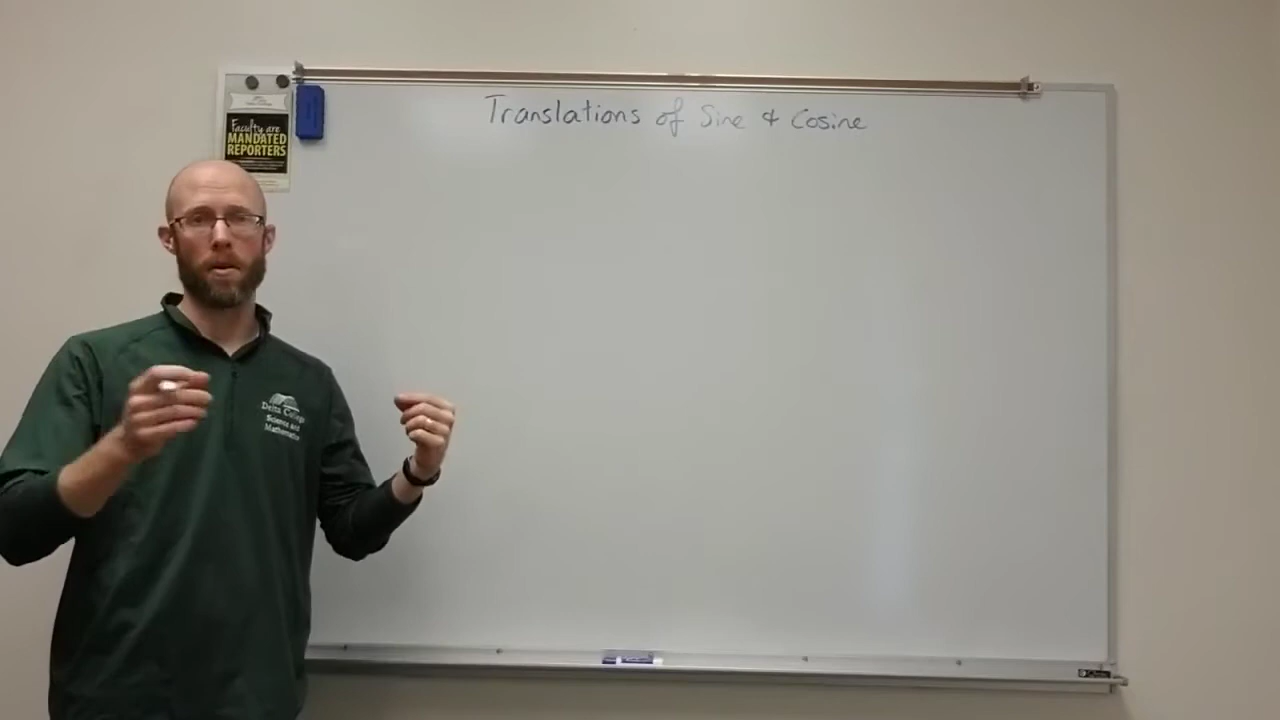 Translations of Sine & Cosine
Faculty are
MANDATED
REPORTERS
Delta College
Science and
Mathematics